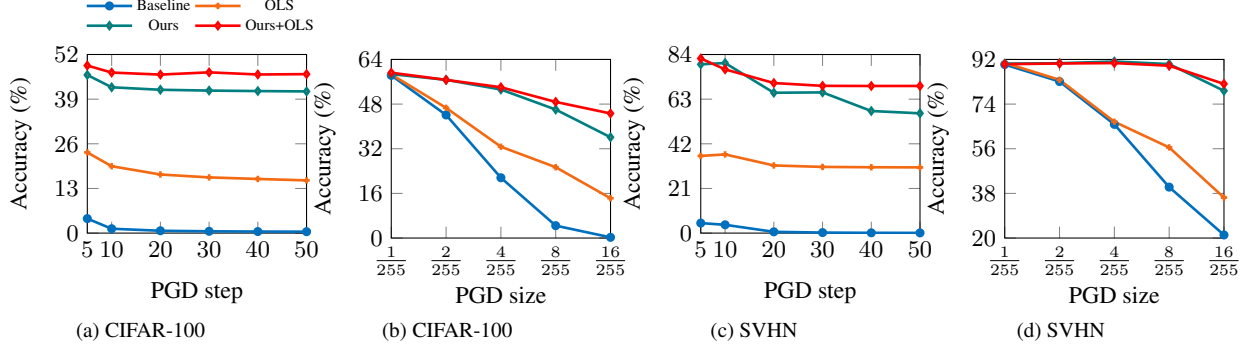 Baseline OLS
Ours Ours+OLS
Accuracy (%)
52
39
26
13
0
5 10 20 30 40 50
PGD step
(a) CIFAR-100
Accuracy (%)
64
48
32
16
0
1/255 2/255 4/255 8/255 16/255
PGD size
(b) CIFAR-100
Accuracy (%)
84
63
42
21
0
5 10 20 30 40 50
PGD step
(c) SVHN
Accuracy (%)
92
74
56
38
20
1/255 2/255 4/255 8/255 16/255
PGD size
(d) SVHN